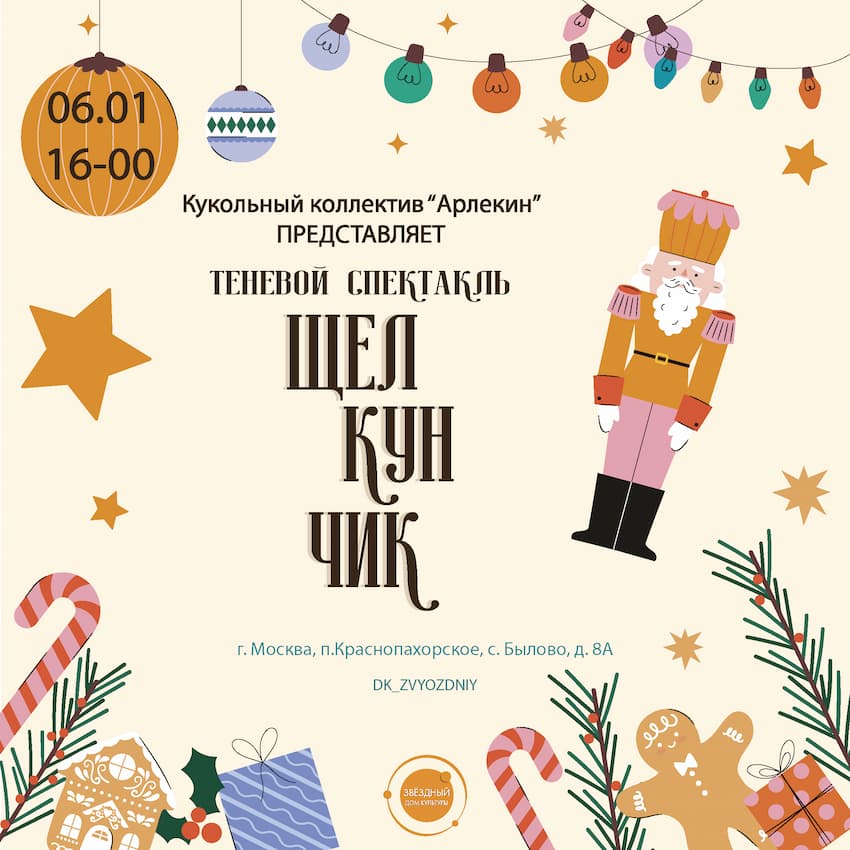 06.01
16-00
Кукольный коллектив “Арлекин”
ПРЕДСТАВЛЯЕТ
ТЕНЕВОЙ СПЕКТАКЛЬ
ЩЕЛ
КУН
ЧИК
г. Москва, п.Краснопахорское, с. Былово, д. 8А
DK_ZVYOZDNIY
ЗВЁЗДНЫЙ
ДОМ КУЛЬТУРЫ